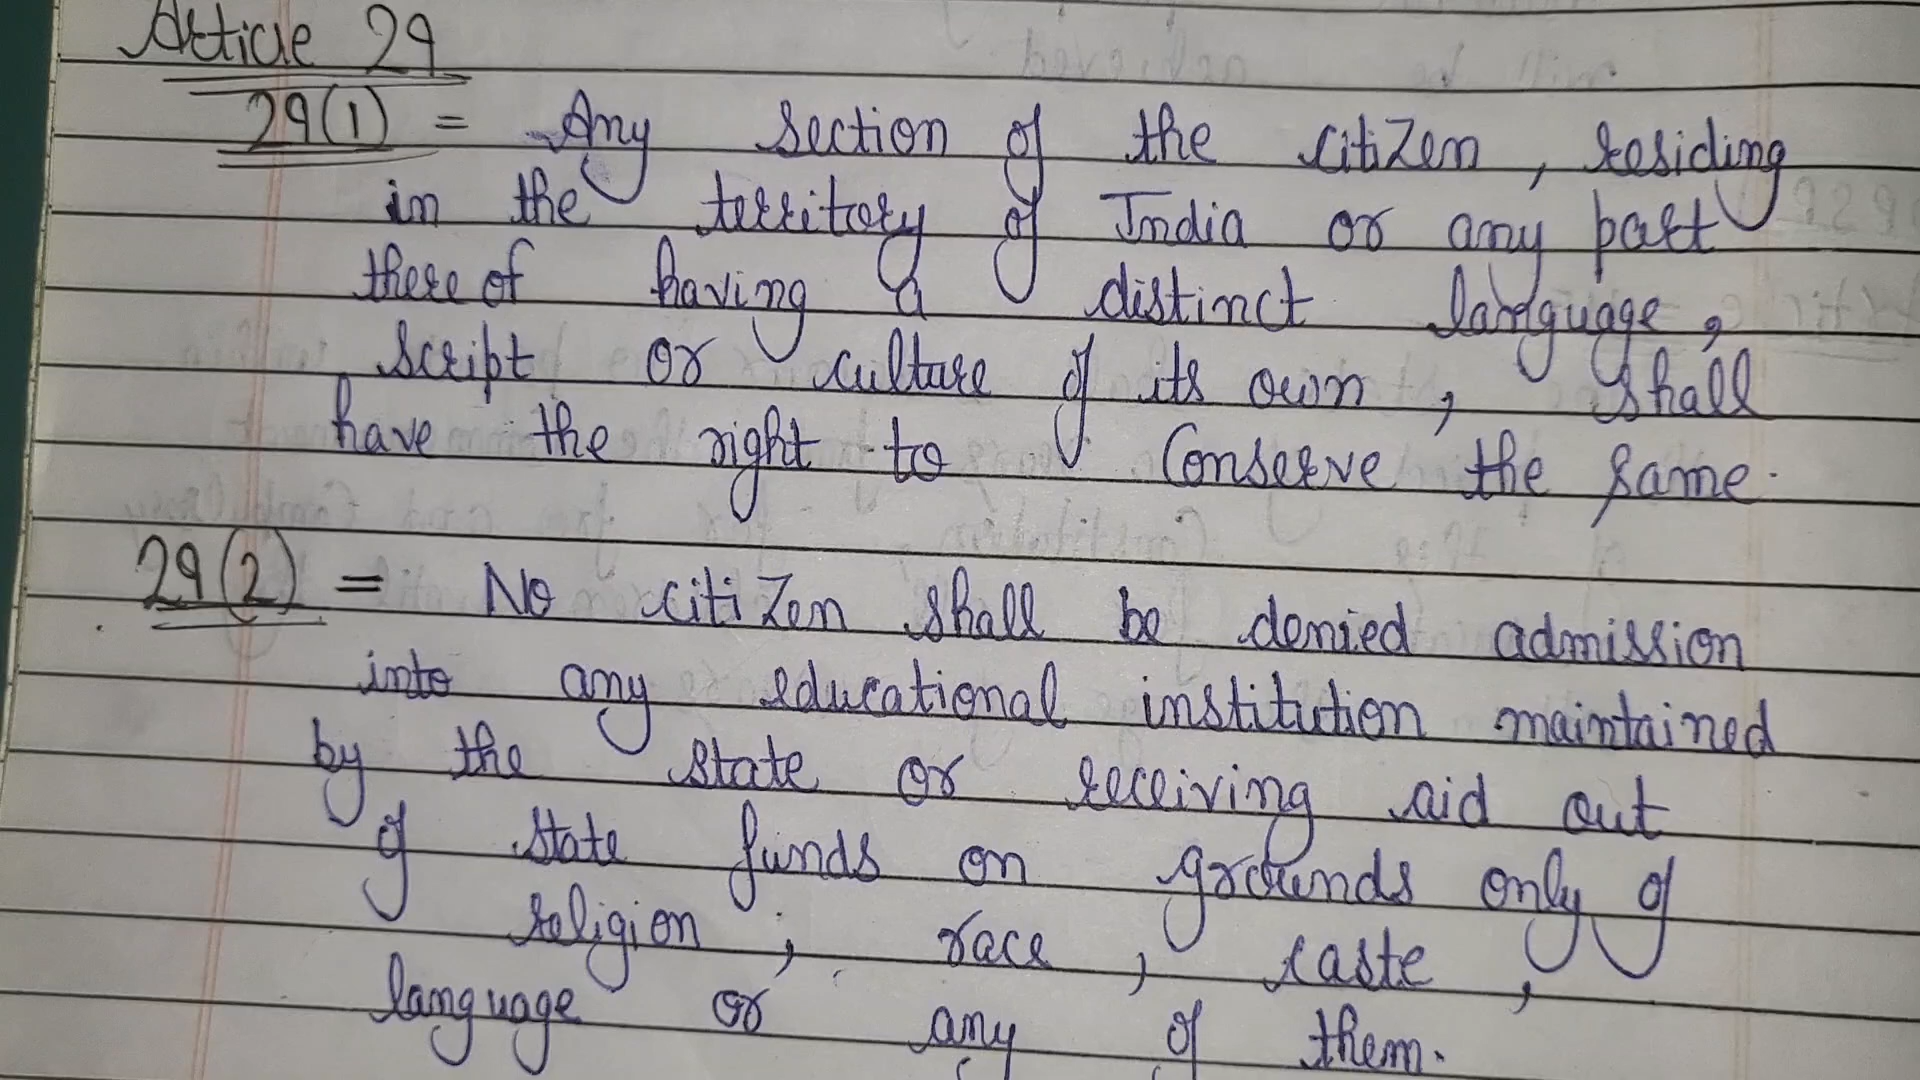 Article 29
29(1) = Any section of the citizen, residing
in the territory of India or any part
there of having a distinct language,
script or culture of its own, shall
have the right to Conserve the same.
29(2) = No citizen shall be denied admission
into any educational institution maintained
by the state or receiving aid out
of state funds on grounds only of
religion, race, caste,
language or any of them.